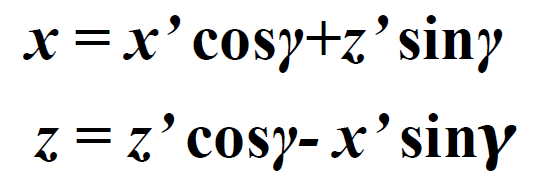 x = x’ cosγ+z’ sinγ
z = z’ cosγ- x’ sinγ